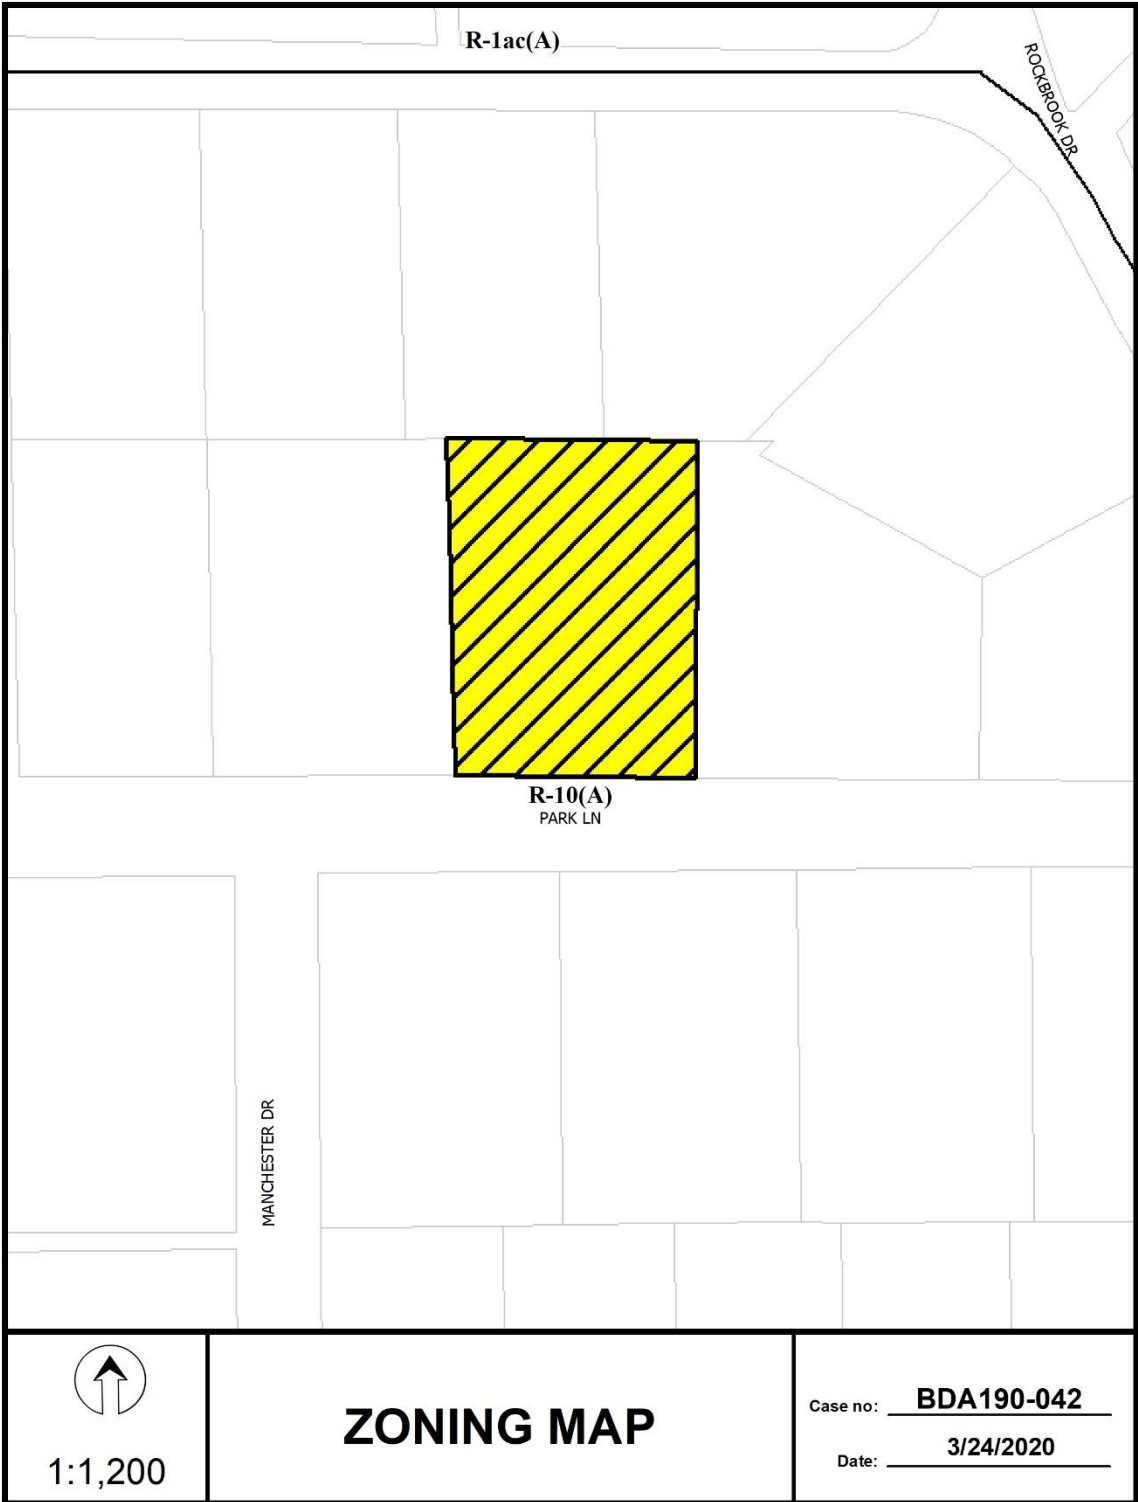 R-1ac(A)
ROCKBROOK DR
R-10(A)
PARK LN
MANCHESTER DR
1:1,200
ZONING MAP
Case no: BDA190-042
Date: 3/24/2020